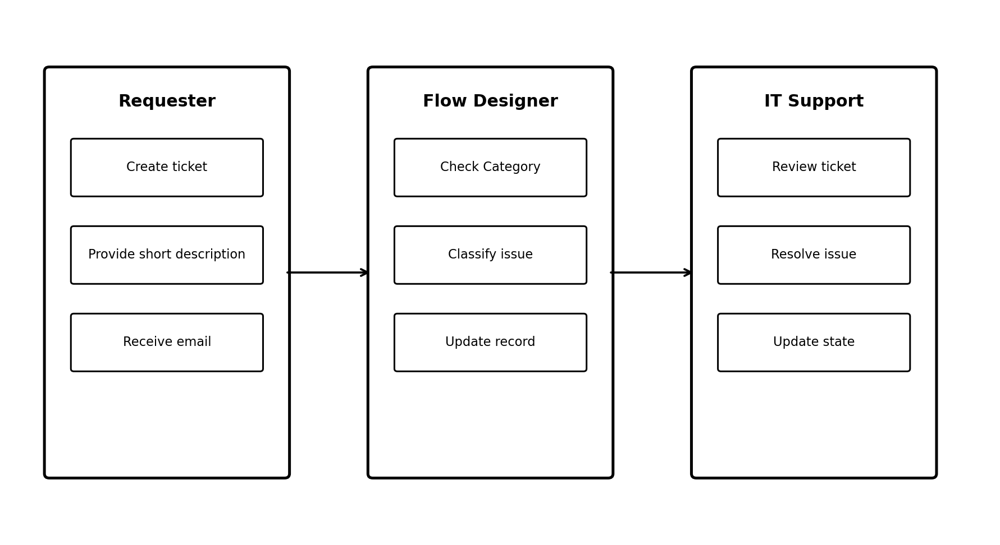 Requester
Create ticket
Provide short description
Receive email
Flow Designer
Check Category
Classify issue
Update record
IT Support
Review ticket
Resolve issue
Update state